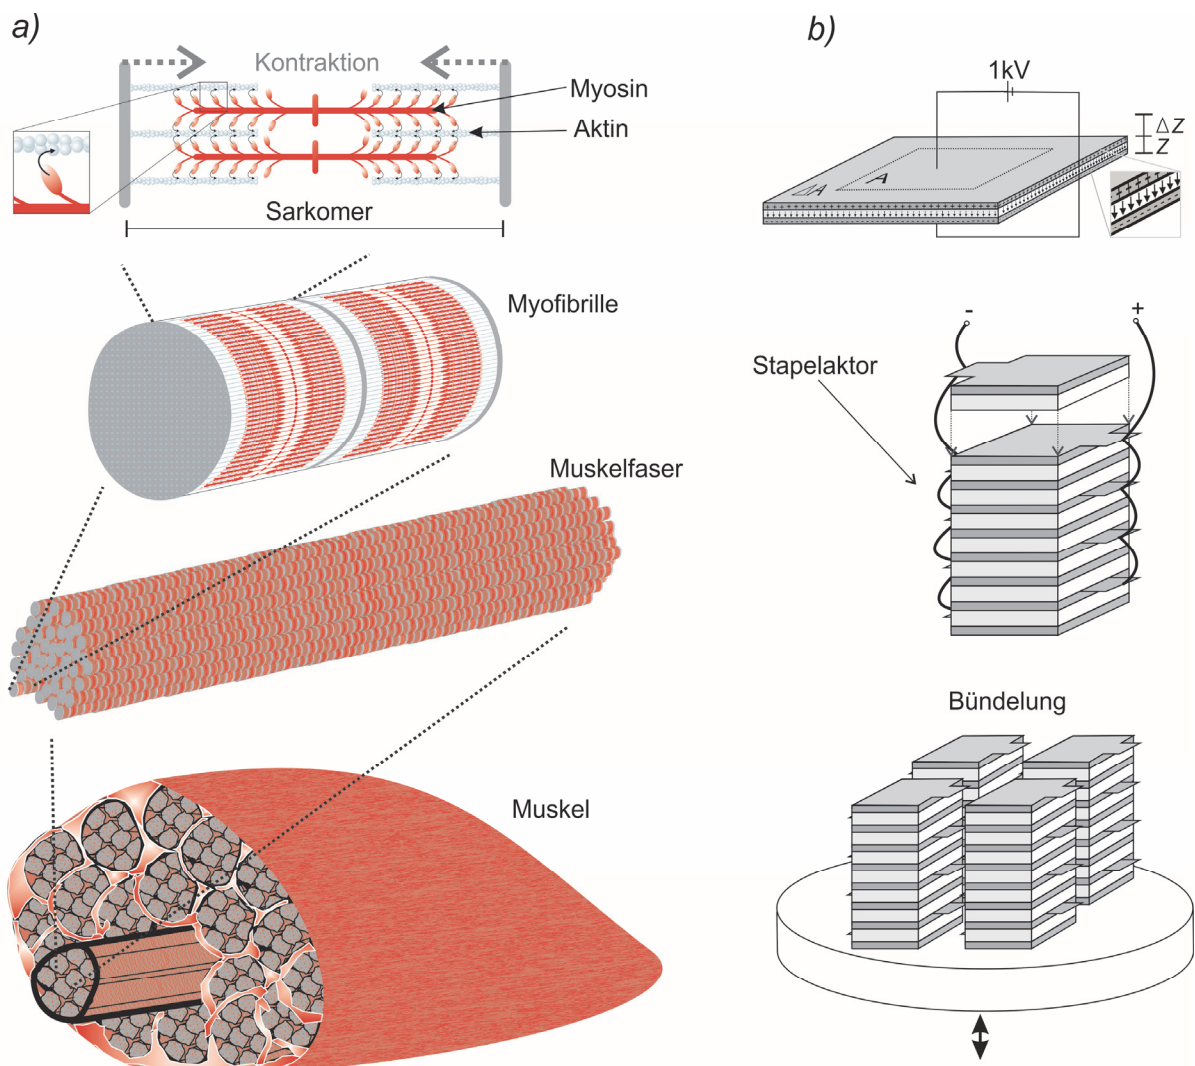 a)
Kontraktion
Myosin
Aktin
Sarkomer
Myofibrille
Muskelfaser
Muskel
b)
1kV
ΔZ
Z
A
ΔA
- +
Stapelaktor
Bündelung